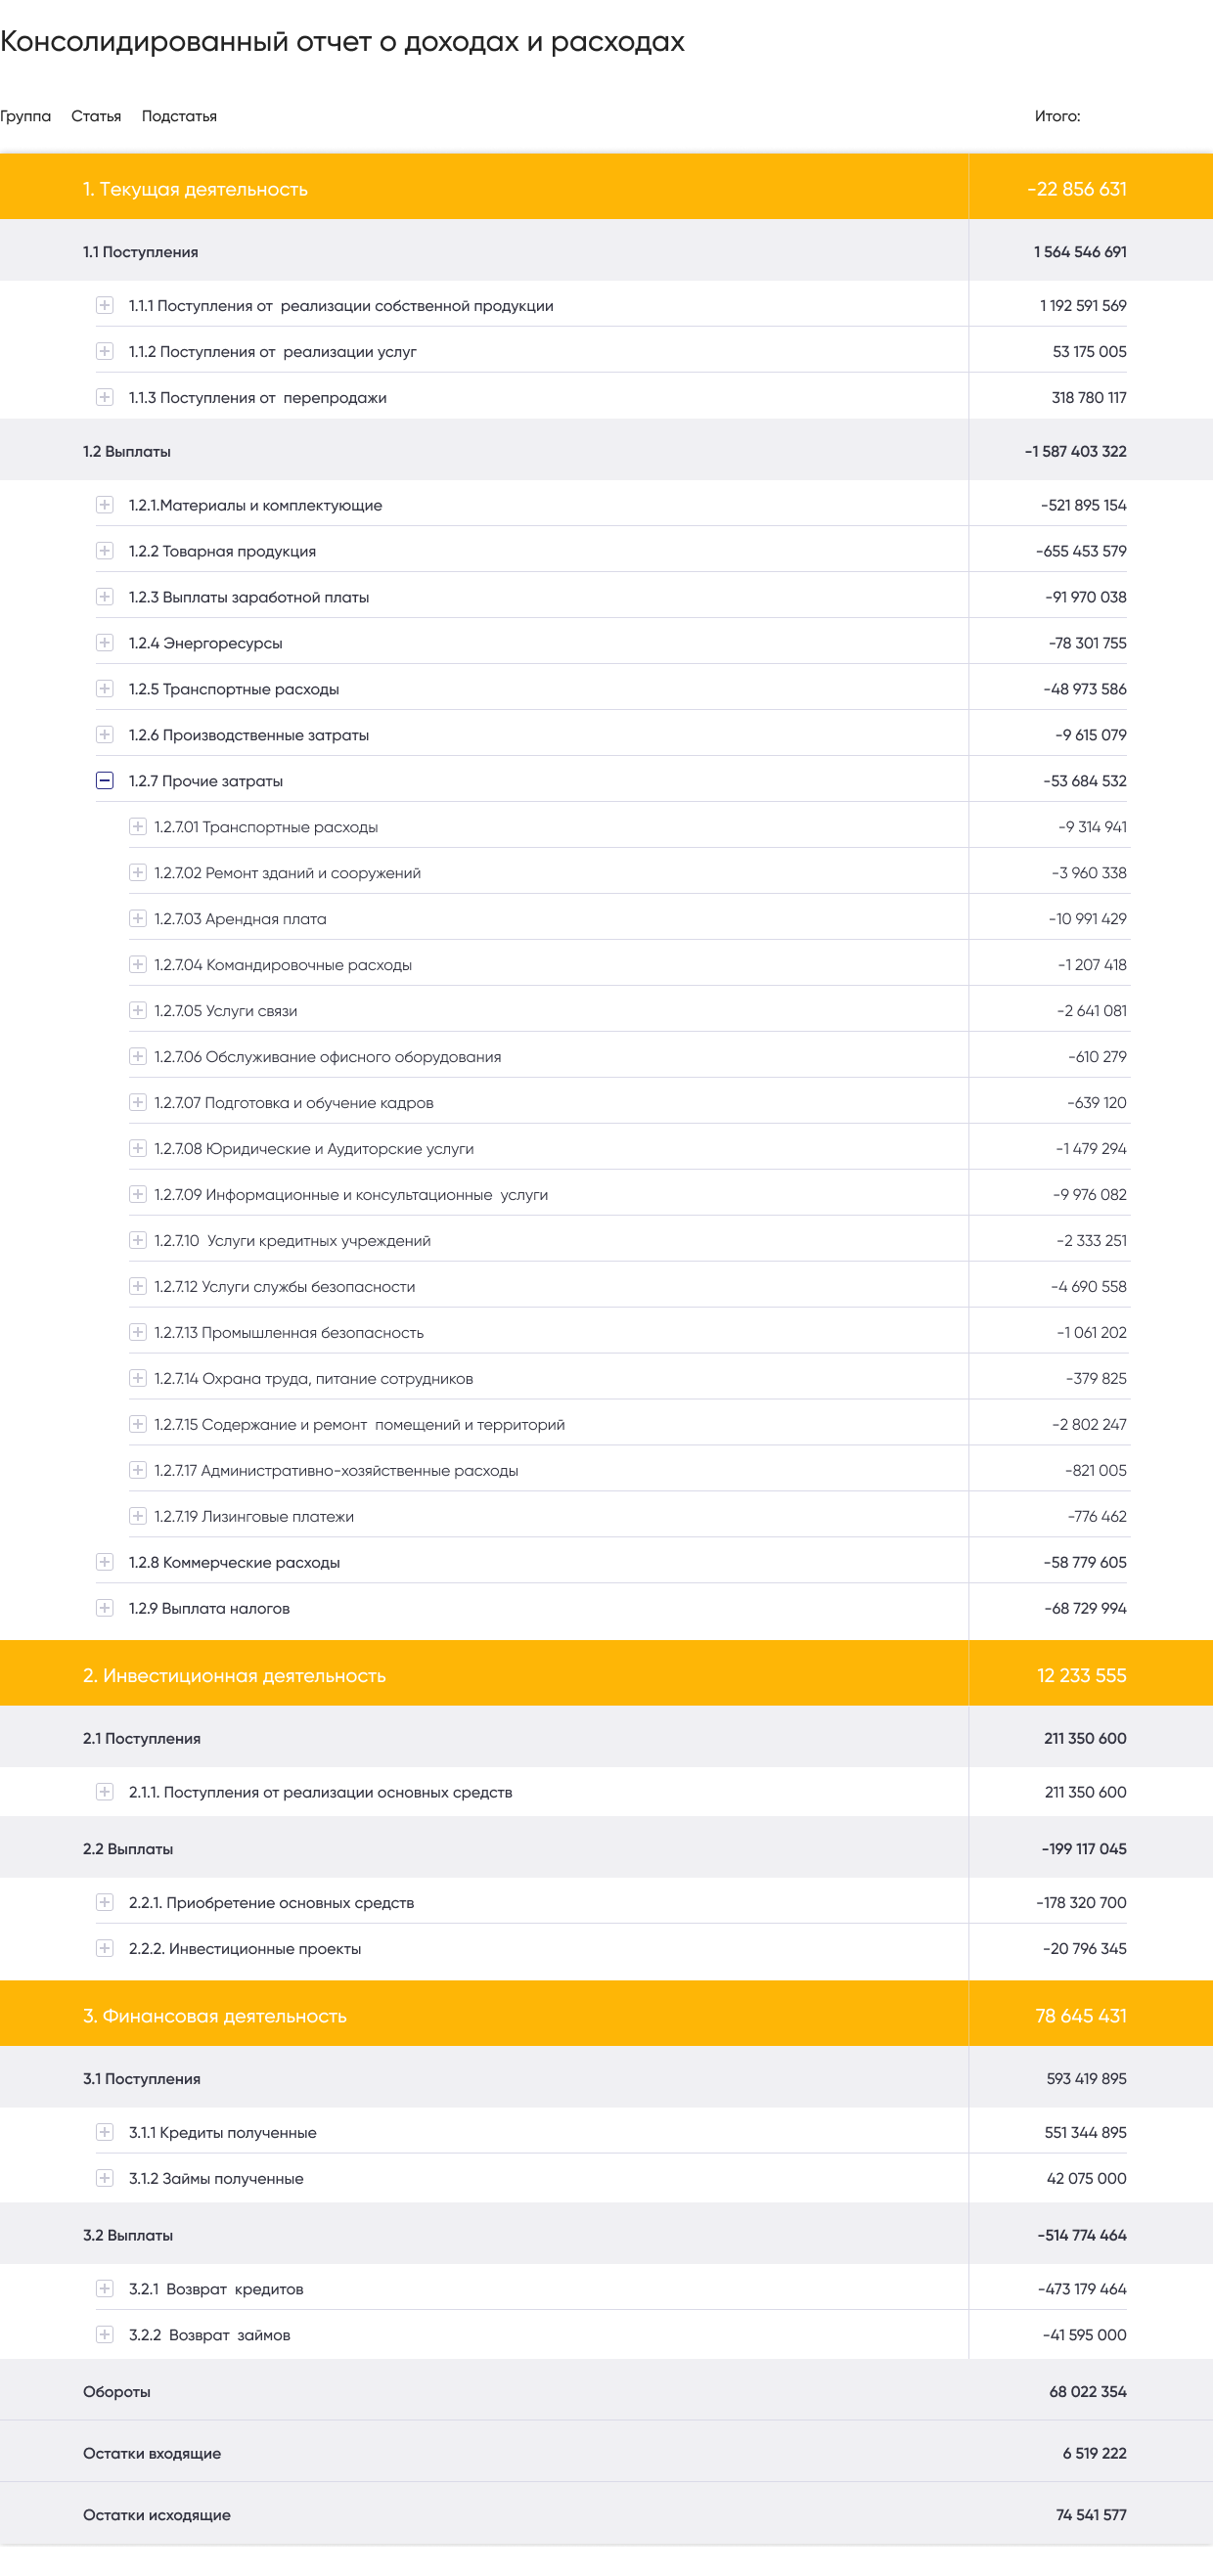 Консолидированный отчет о доходах и расходах
Группа Статья Подстатья Итого:
1. Текущая деятельность -22 856 631
1.1 Поступления 1 564 546 691
1.1.1 Поступления от реализации собственной продукции 1 192 591 569
1.1.2 Поступления от реализации услуг 53 175 005
1.1.3 Поступления от перепродажи 318 780 117
1.2 Выплаты -1 587 403 322
1.2.1.Материалы и комплектующие -521 895 154
1.2.2 Товарная продукция -655 453 579
1.2.3 Выплаты заработной платы -91 970 038
1.2.4 Энергоресурсы -78 301 755
1.2.5 Транспортные расходы -48 973 586
1.2.6 Производственные затраты -9 615 079
1.2.7 Прочие затраты -53 684 532
1.2.7.01 Транспортные расходы -9 314 941
1.2.7.02 Ремонт зданий и сооружений -3 960 338
1.2.7.03 Арендная плата -10 991 429
1.2.7.04 Командировочные расходы -1 207 418
1.2.7.05 Услуги связи -2 641 081
1.2.7.06 Обслуживание офисного оборудования -610 279
1.2.7.07 Подготовка и обучение кадров -639 120
1.2.7.08 Юридические и Аудиторские услуги -1 479 294
1.2.7.09 Информационные и консультационные услуги -9 976 082
1.2.7.10 Услуги кредитных учреждений -2 333 251
1.2.7.12 Услуги службы безопасности -4 690 558
1.2.7.13 Промышленная безопасность -1 061 202
1.2.7.14 Охрана труда, питание сотрудников -379 825
1.2.7.15 Содержание и ремонт помещений и территорий -2 802 247
1.2.7.17 Административно-хозяйственные расходы -821 005
1.2.7.19 Лизинговые платежи -776 462
1.2.8 Коммерческие расходы -58 779 605
1.2.9 Выплата налогов -68 729 994
2. Инвестиционная деятельность 12 233 555
2.1 Поступления 211 350 600
2.1.1. Поступления от реализации основных средств 211 350 600
2.2 Выплаты -199 117 045
2.2.1. Приобретение основных средств -178 320 700
2.2.2. Инвестиционные проекты -20 796 345
3. Финансовая деятельность 78 645 431
3.1 Поступления 593 419 895
3.1.1 Кредиты полученные 551 344 895
3.1.2 Займы полученные 42 075 000
3.2 Выплаты -514 774 464
3.2.1 Возврат кредитов -473 179 464
3.2.2 Возврат займов -41 595 000
Обороты 68 022 354
Остатки входящие 6 519 222
Остатки исходящие 74 541 577